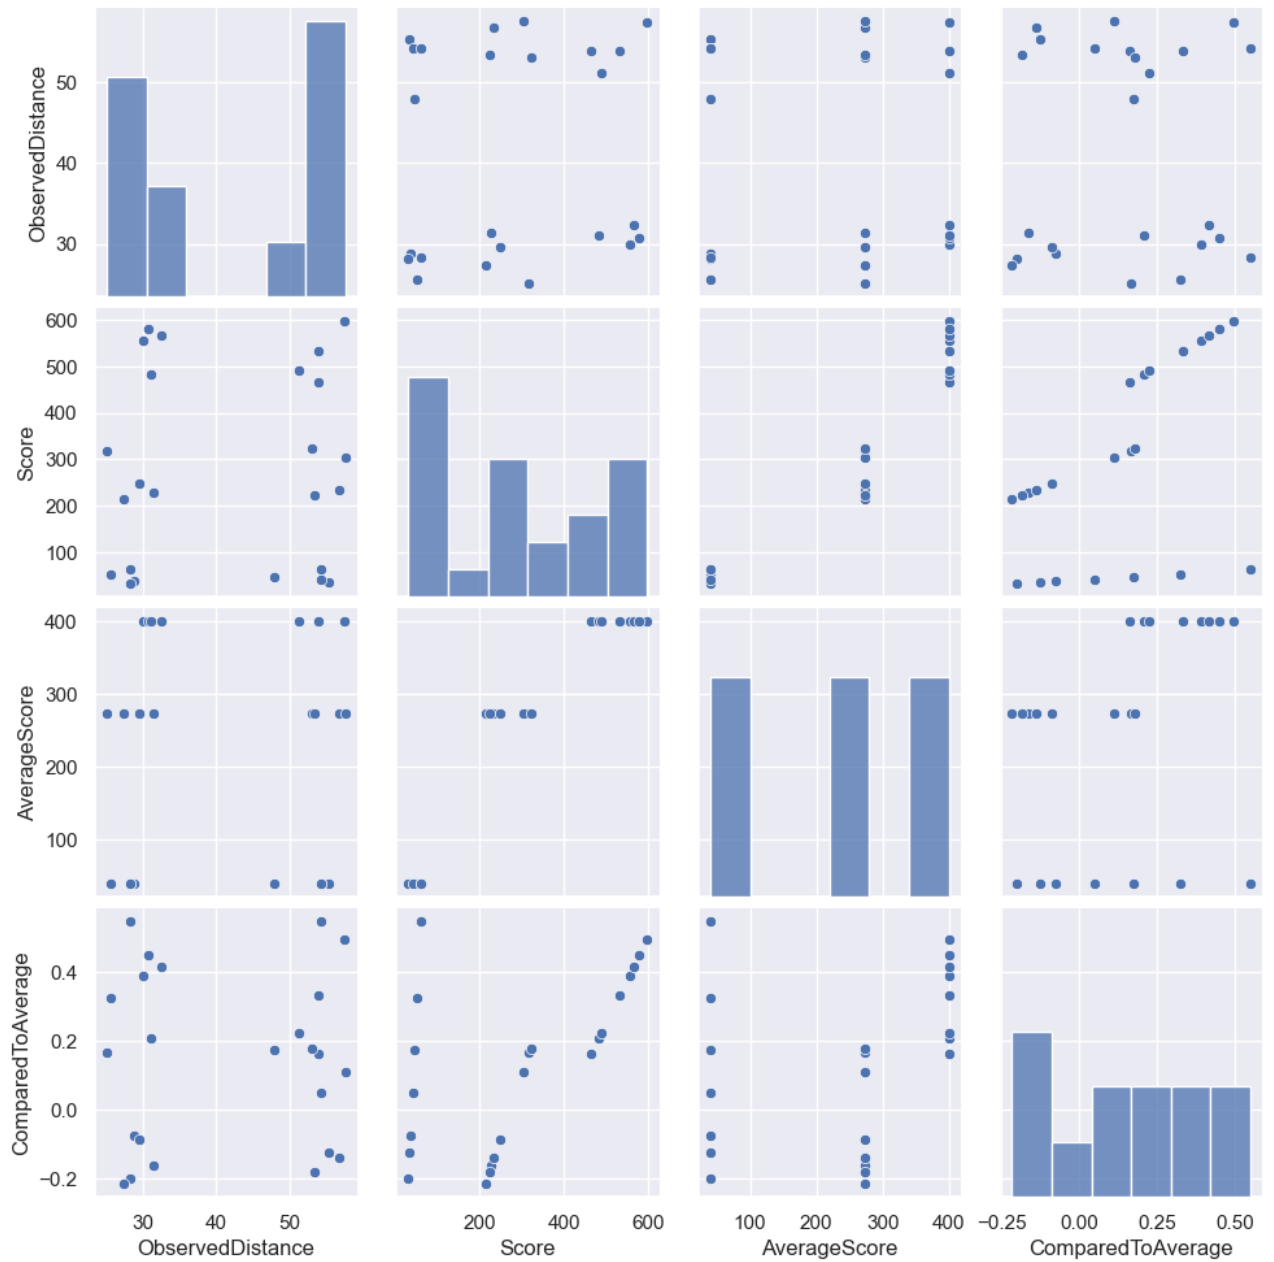 ObservedDistance
50
40
30
Score
600
500
400
300
200
100
AverageScore
400
300
200
100
ComparedToAverage
0.4
0.2
0.0
−0.2
30 40 50
200 400 600
100 200 300 400
−0.25 0.00 0.25 0.50
ObservedDistance
Score
AverageScore
ComparedToAverage